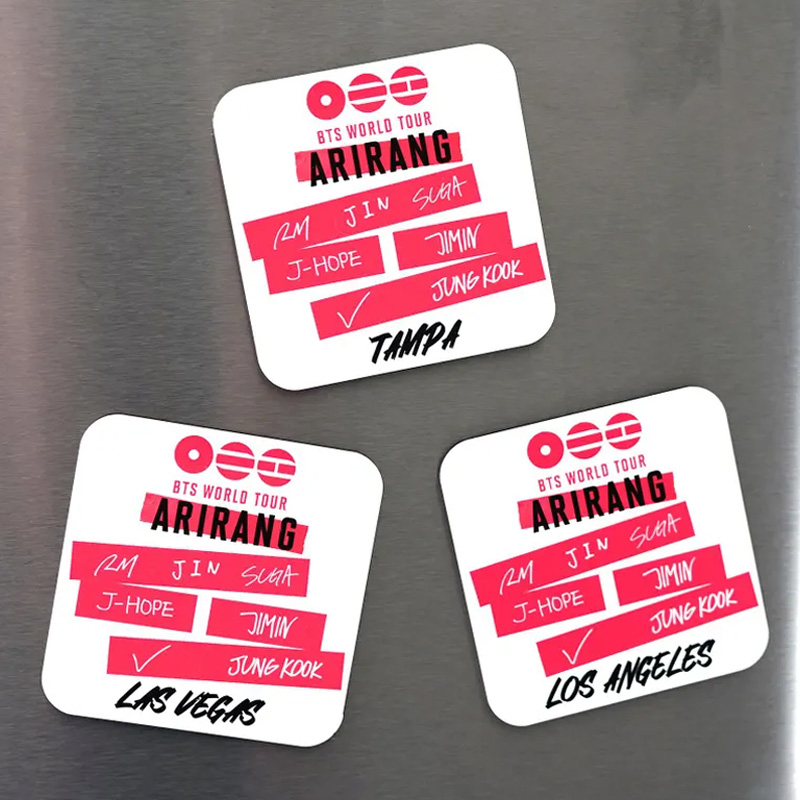 BTS WORLD TOUR
ARIRANG
RM JIN SUGA
J-HOPE JIMIN
✓ JUNG KOOK
TAMPA
BTS WORLD TOUR
ARIRANG
RM JIN SUGA
J-HOPE JIMIN
✓ JUNG KOOK
LAS VEGAS
BTS WORLD TOUR
ARIRANG
RM JIN SUGA
J-HOPE JIMIN
✓ JUNG KOOK
LOS ANGELES